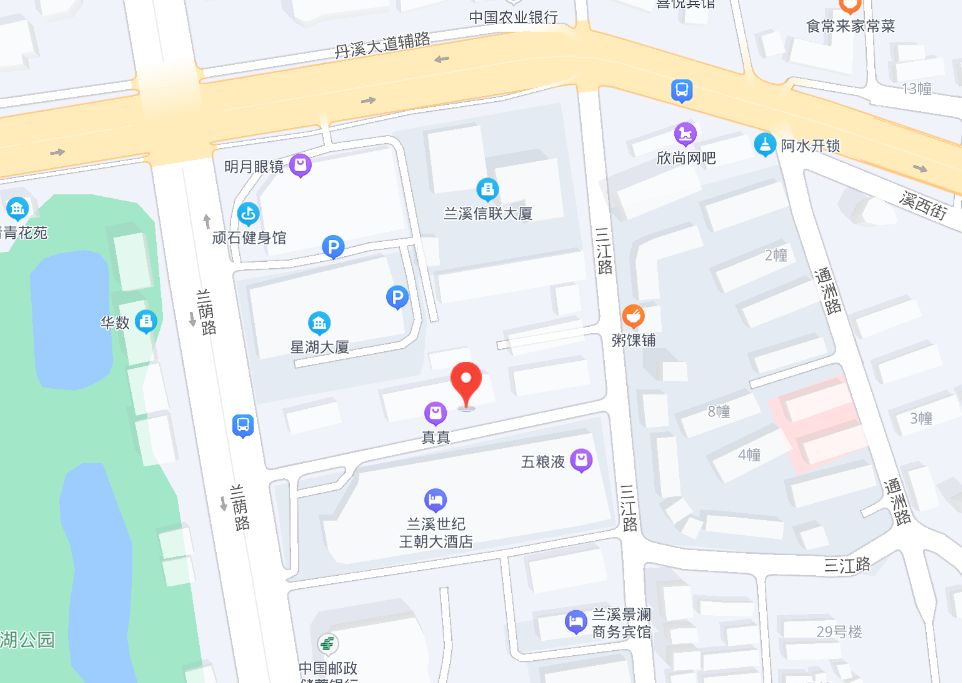 中国农业银行
喜悦宾馆
食常来家常菜
丹溪大道辅路
13幢
明月眼镜
欣尚网吧
阿水开锁
青花苑
顽石健身馆
P
兰溪信联大厦
溪西街
三江路
2幢
通洲路
兰荫路
P
华数
星湖大厦
粥馃铺
8幢
3幢
真真
4幢
五粮液
兰荫路
兰溪世纪
王朝大酒店
三江路
通洲路
三江路
兰溪景澜
商务宾馆
29号楼
湖公园
中国邮政
储蓄银行